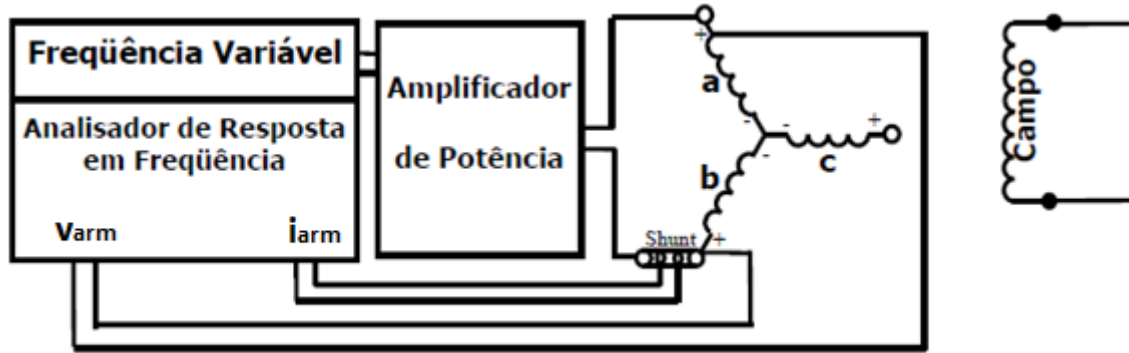 Freqüência Variável
Analisador de Resposta
em Freqüência
Varm
iarm
Amplificador
de Potência
+
a
-
-
+
c
-
b
Shunt
+
Campo